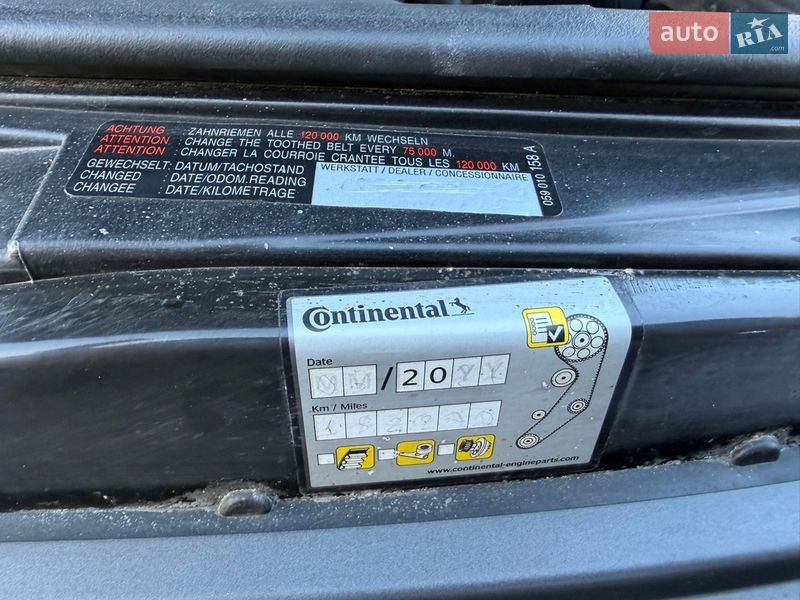 auto RIA .com
ACHTUNG : ZAHNRIEMEN ALLE 120 000 KM WECHSELN
ATTENTION : CHANGE THE TOOTHED BELT EVERY 75 000 M.
ATTENTION : CHANGER LA COURROIE CRANTEE TOUS LES 120 000 KM
GEWECHSELT: DATUM/TACHOSTAND
CHANGED : DATE/ODOM.READING
CHANGEE : DATE/KILOMETRAGE
WERKSTATT / DEALER / CONCESSIONNAIRE
059 010 158 A
Continental
Date
/20
Km / Miles
www.continental-engineparts.com